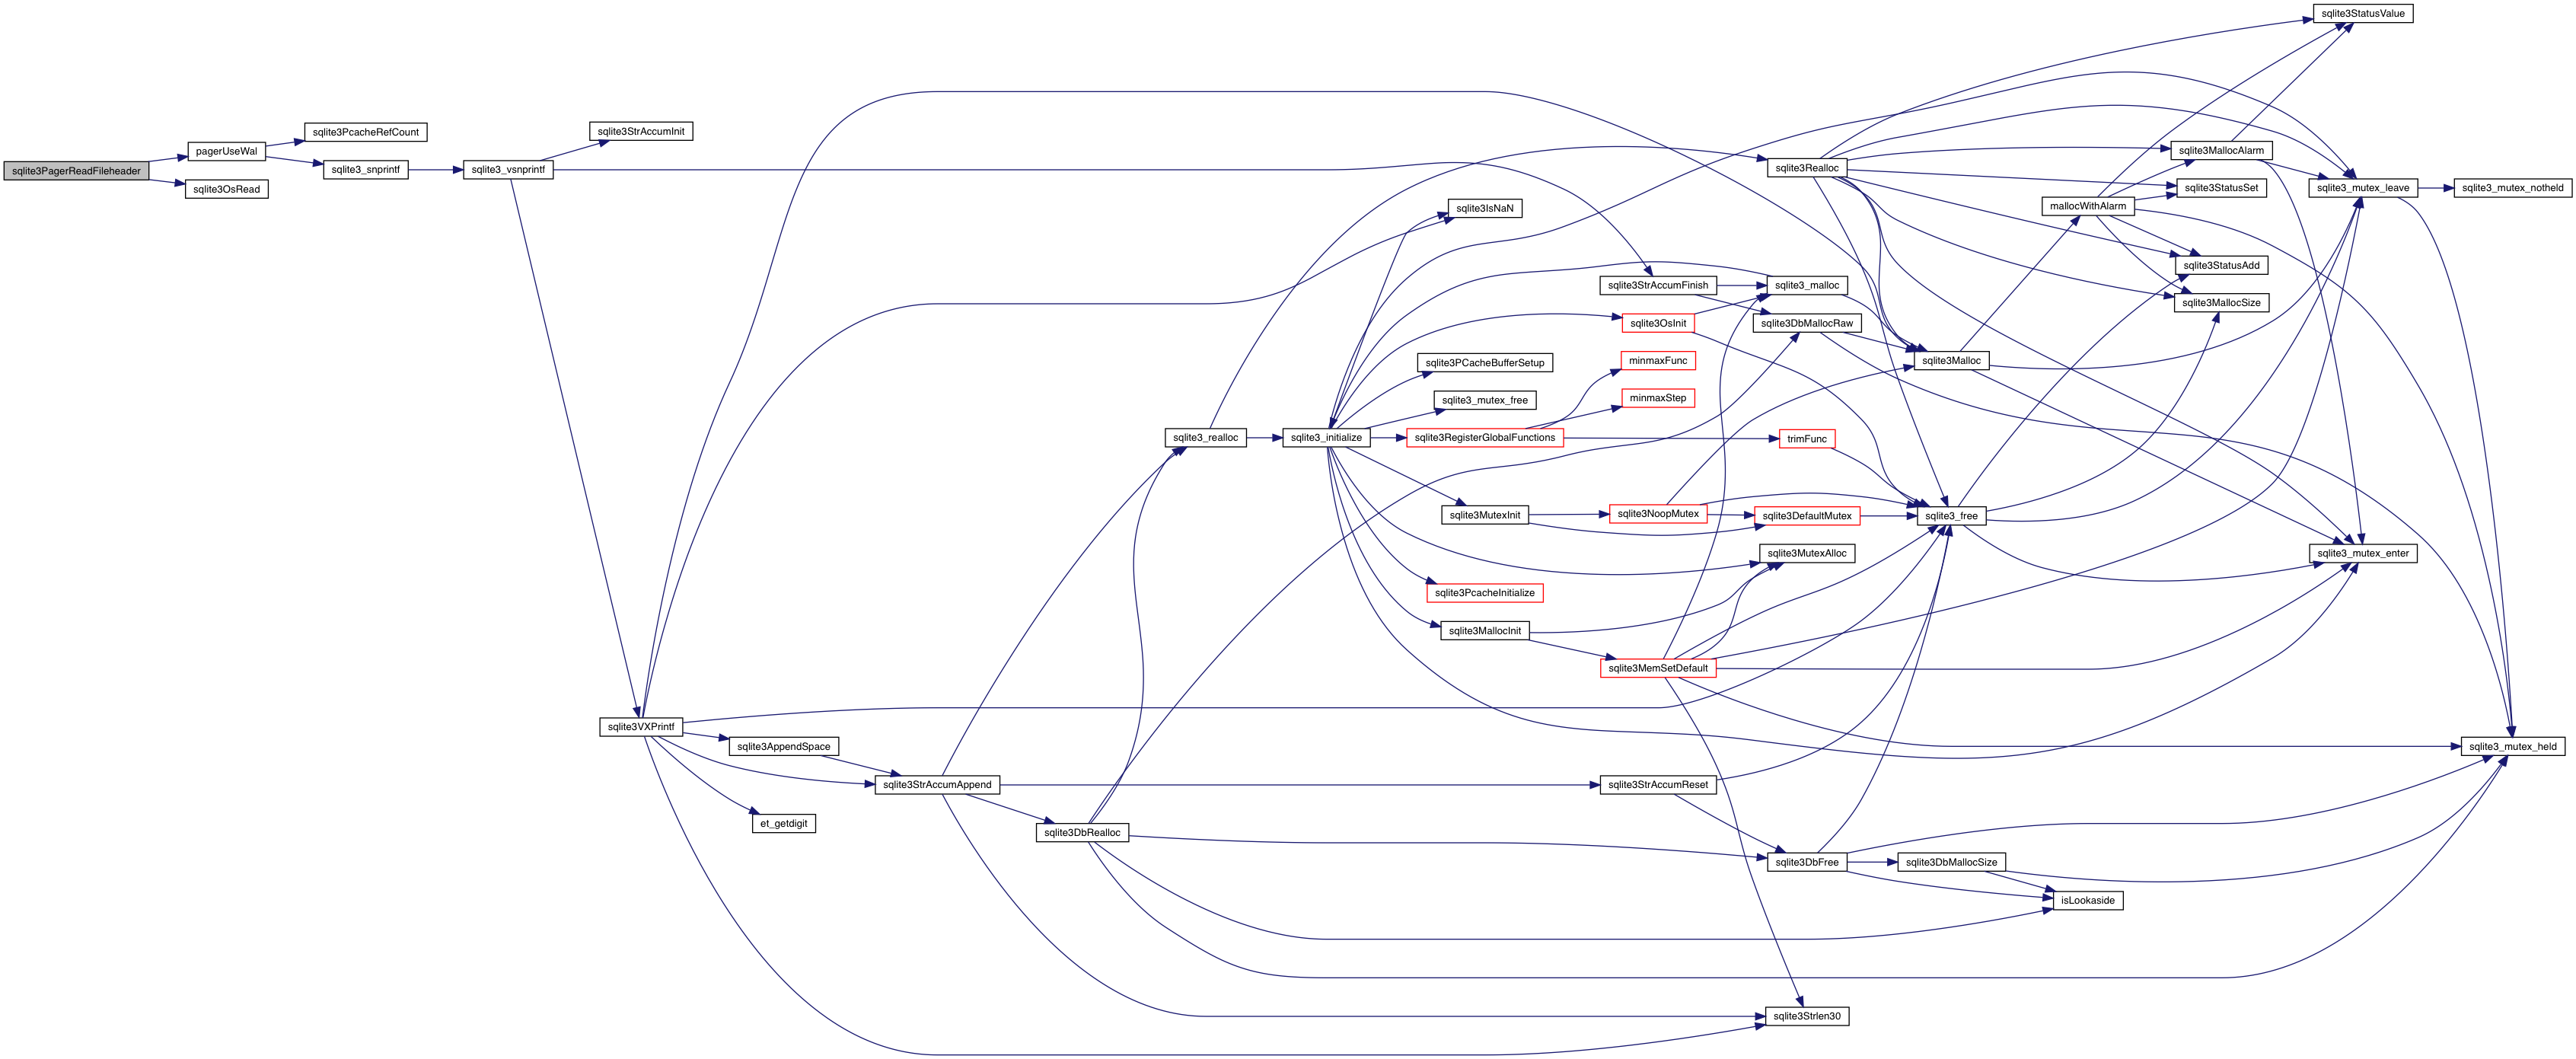 sqlite3PagerReadFileheader
pagerUseWal
sqlite3OsRead
sqlite3PcacheRefCount
sqlite3_snprintf
sqlite3_vsnprintf
sqlite3StrAccumInit
sqlite3VXPrintf
sqlite3AppendSpace
et_getdigit
sqlite3StrAccumAppend
sqlite3DbRealloc
sqlite3_realloc
sqlite3_initialize
sqlite3IsNaN
sqlite3PCacheBufferSetup
sqlite3_mutex_free
sqlite3RegisterGlobalFunctions
sqlite3MutexInit
sqlite3PcacheInitialize
sqlite3MallocInit
sqlite3StrAccumFinish
sqlite3OsInit
minmaxFunc
minmaxStep
sqlite3NoopMutex
sqlite3MemSetDefault
sqlite3StrAccumReset
sqlite3Realloc
sqlite3_malloc
sqlite3DbMallocRaw
trimFunc
sqlite3DefaultMutex
sqlite3MutexAlloc
sqlite3DbFree
sqlite3Strlen30
sqlite3Malloc
sqlite3_free
sqlite3DbMallocSize
mallocWithAlarm
isLookaside
sqlite3MallocAlarm
sqlite3StatusSet
sqlite3StatusAdd
sqlite3MallocSize
sqlite3StatusValue
sqlite3_mutex_leave
sqlite3_mutex_enter
sqlite3_mutex_notheld
sqlite3_mutex_held